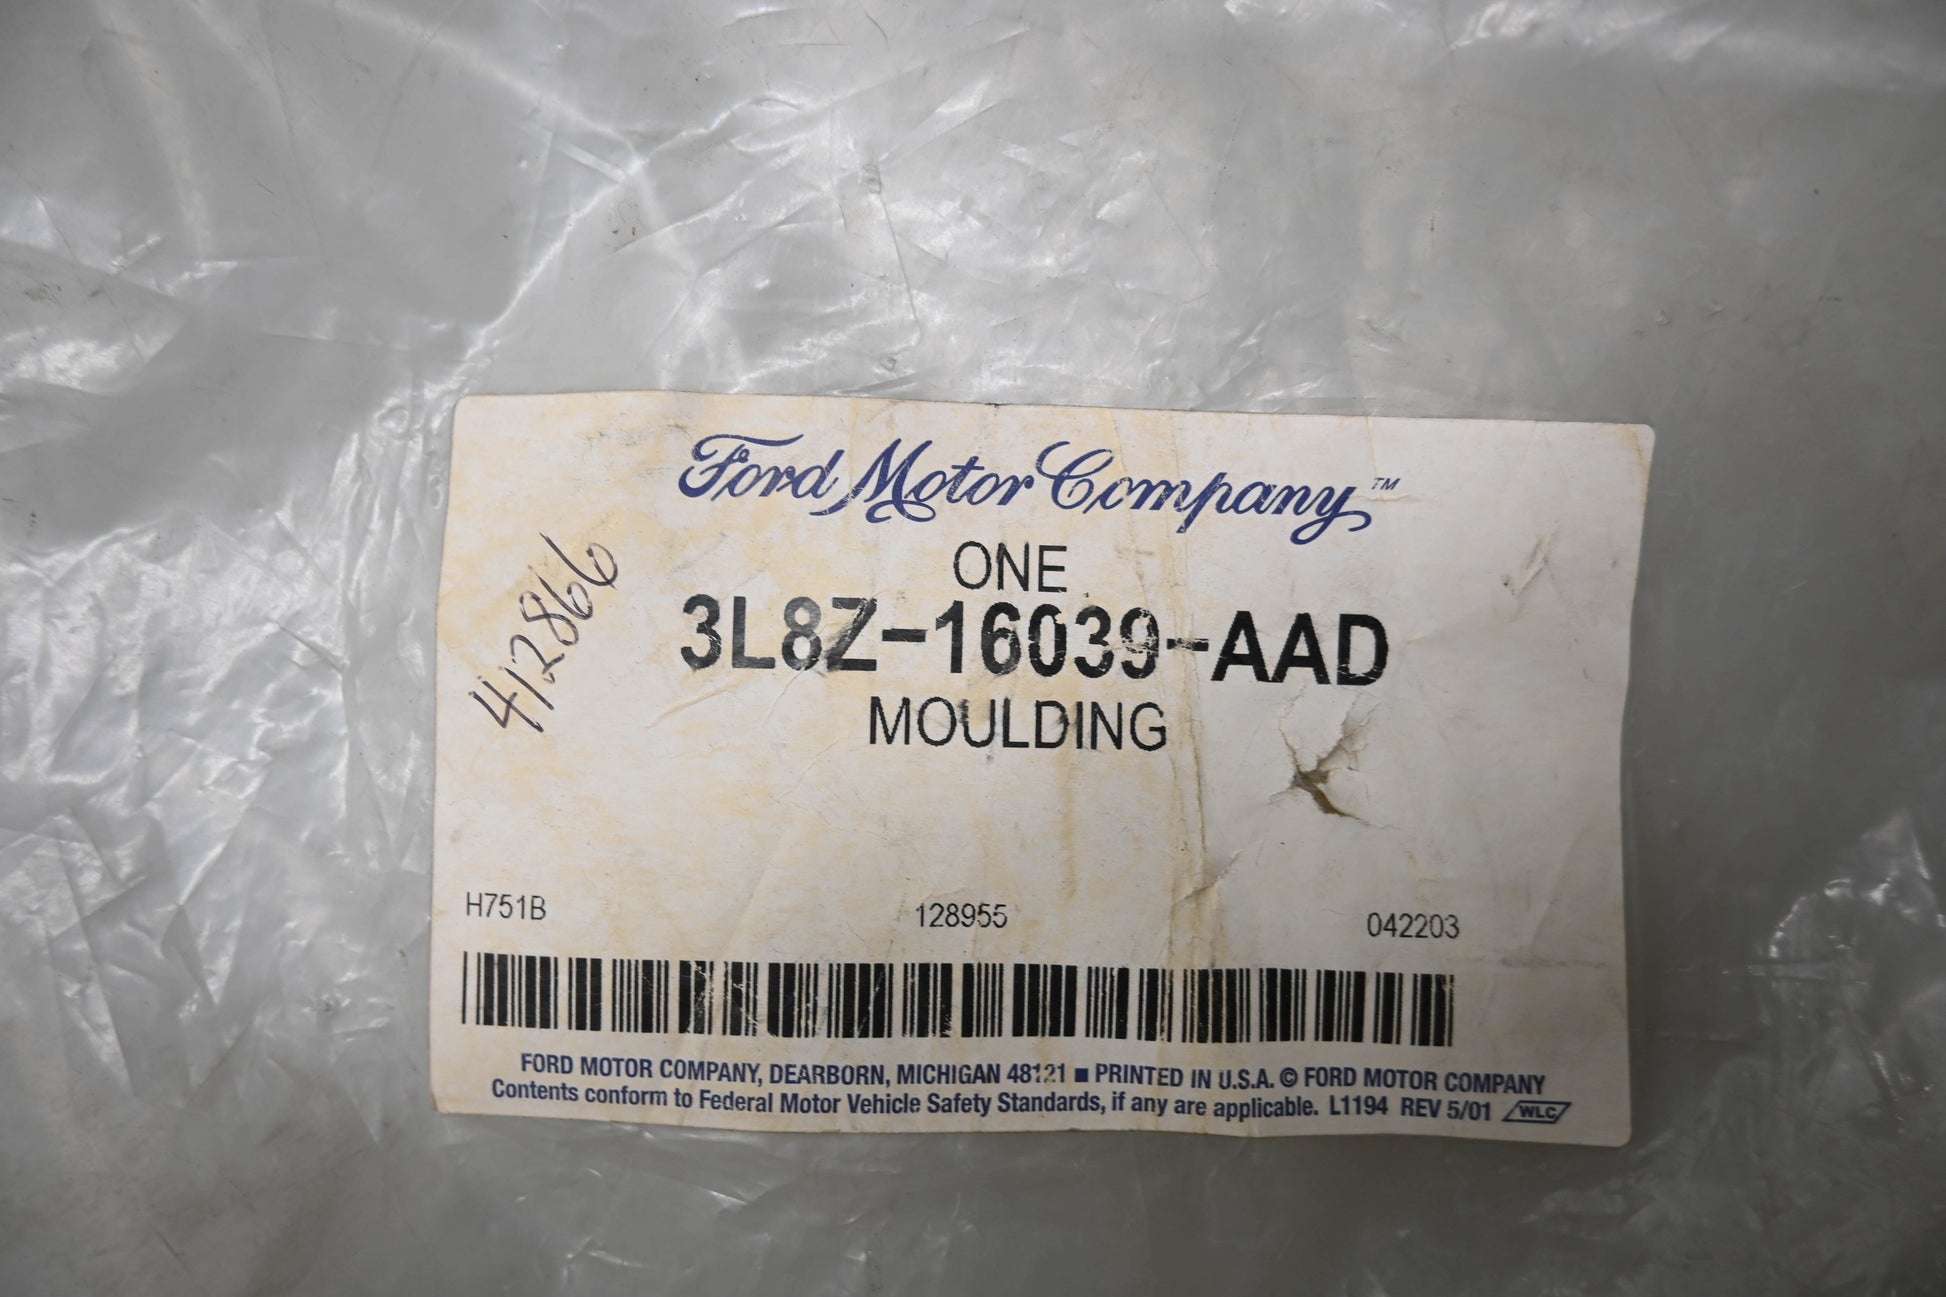 Ford Motor Company™
ONE
3L8Z-16039-AAD
MOULDING
412866
H751B 128955 042203
FORD MOTOR COMPANY, DEARBORN, MICHIGAN 48121 ■ PRINTED IN U.S.A. © FORD MOTOR COMPANY
Contents conform to Federal Motor Vehicle Safety Standards, if any are applicable. L1194 REV 5/01 WLC